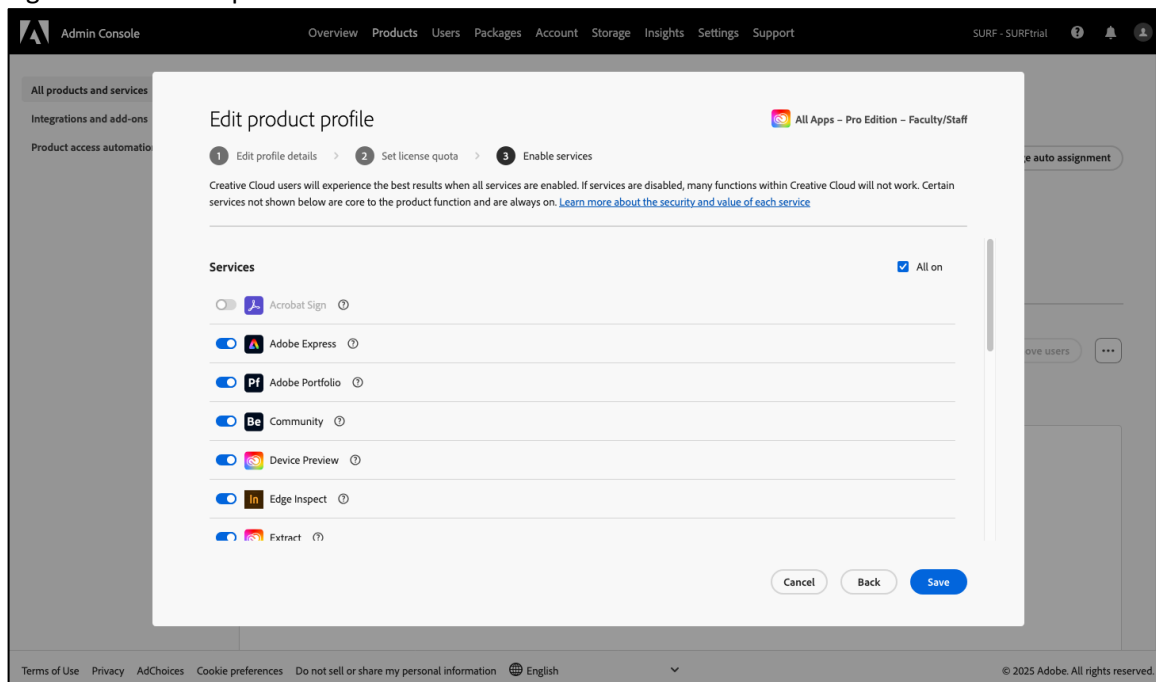 Admin Console
Overview Products Users Packages Account Storage Insights Settings Support
SURF - SURFtrial
All products and services
Integrations and add-ons
Product access automatio
Edit product profile
All Apps – Pro Edition – Faculty/Staff
1 Edit profile details > 2 Set license quota > 3 Enable services
Creative Cloud users will experience the best results when all services are enabled. If services are disabled, many functions within Creative Cloud will not work. Certain
services not shown below are core to the product function and are always on. Learn more about the security and value of each service
e auto assignment
Services
All on
Acrobat Sign
Adobe Express
ove users
Pf Adobe Portfolio
Be Community
Device Preview
In Edge Inspect
Extract
Cancel Back Save
Terms of Use Privacy AdChoices Cookie preferences Do not sell or share my personal information English
© 2025 Adobe. All rights reserved.